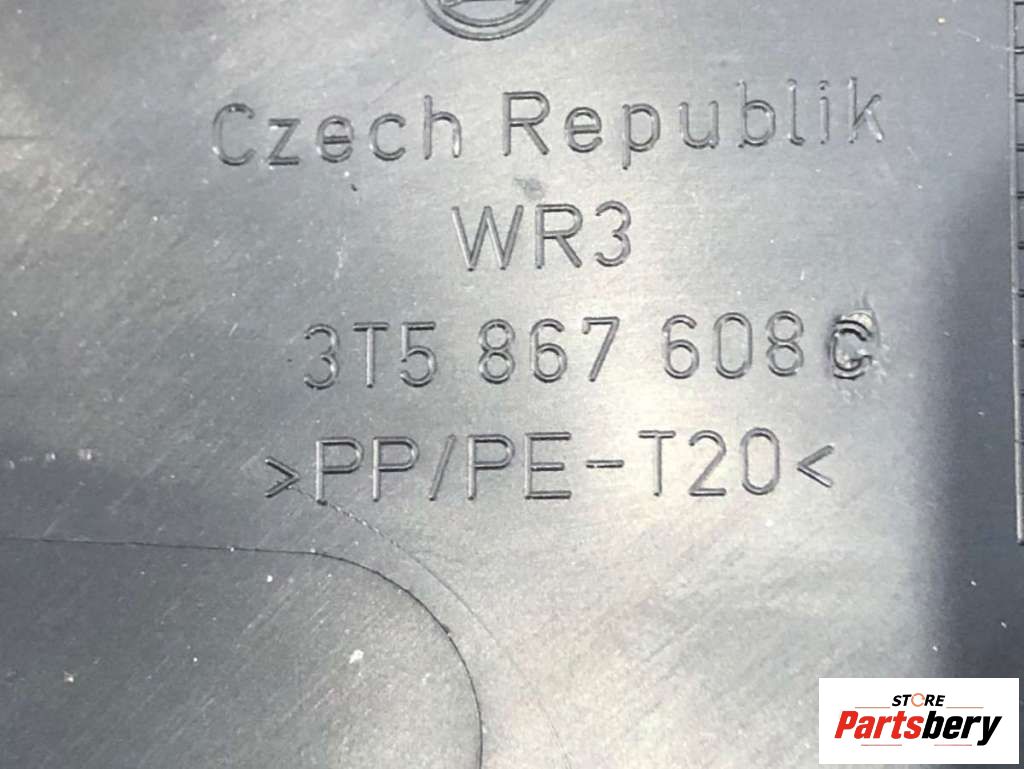 Czech Republik
WR3
3T5 867 608 C
>PP/PE-T20<
STORE
Partsbery